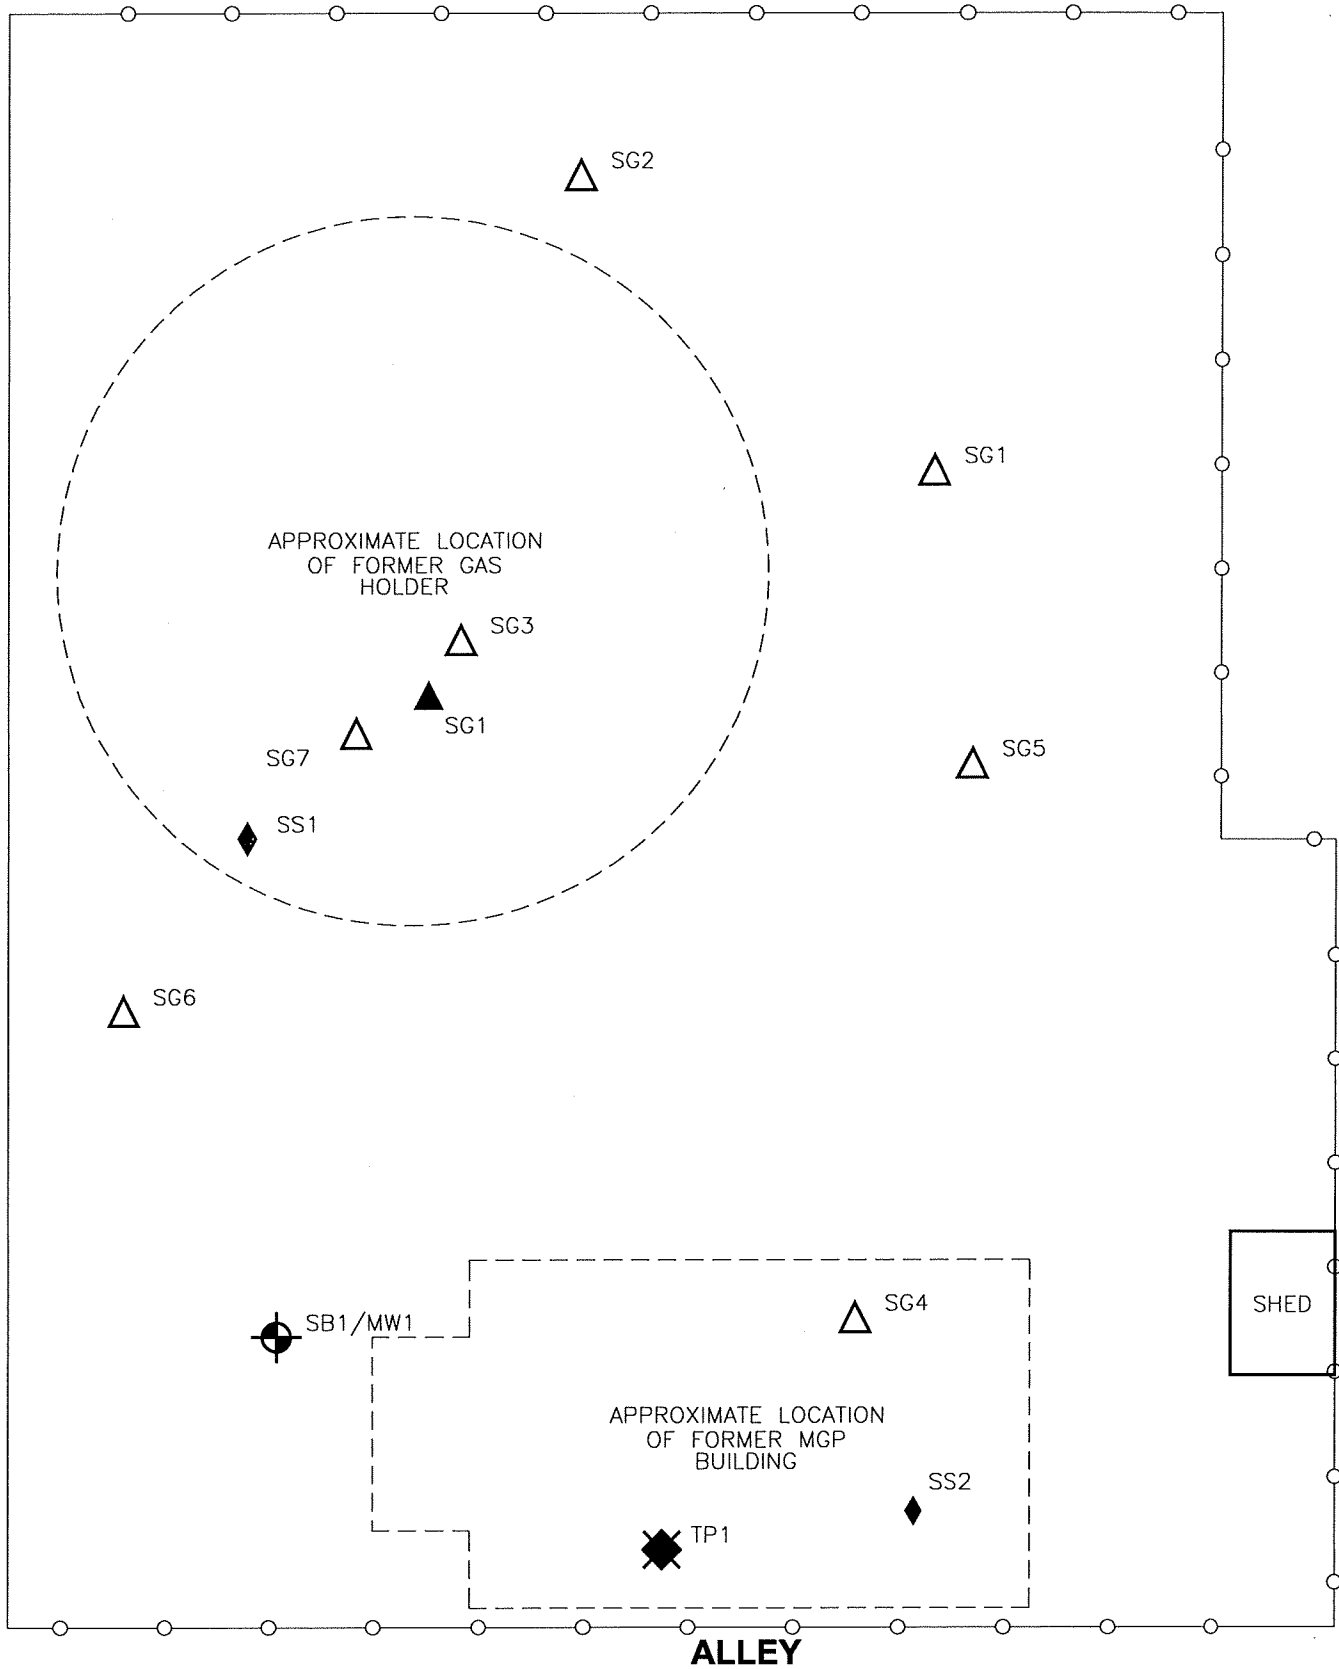 SG2
SG1
APPROXIMATE LOCATION
OF FORMER GAS
HOLDER
SG3
SG1
SG7
SG5
SS1
SG6
SG4
SHED
SB1/MW1
APPROXIMATE LOCATION
OF FORMER MGP
BUILDING
SS2
TP1
ALLEY